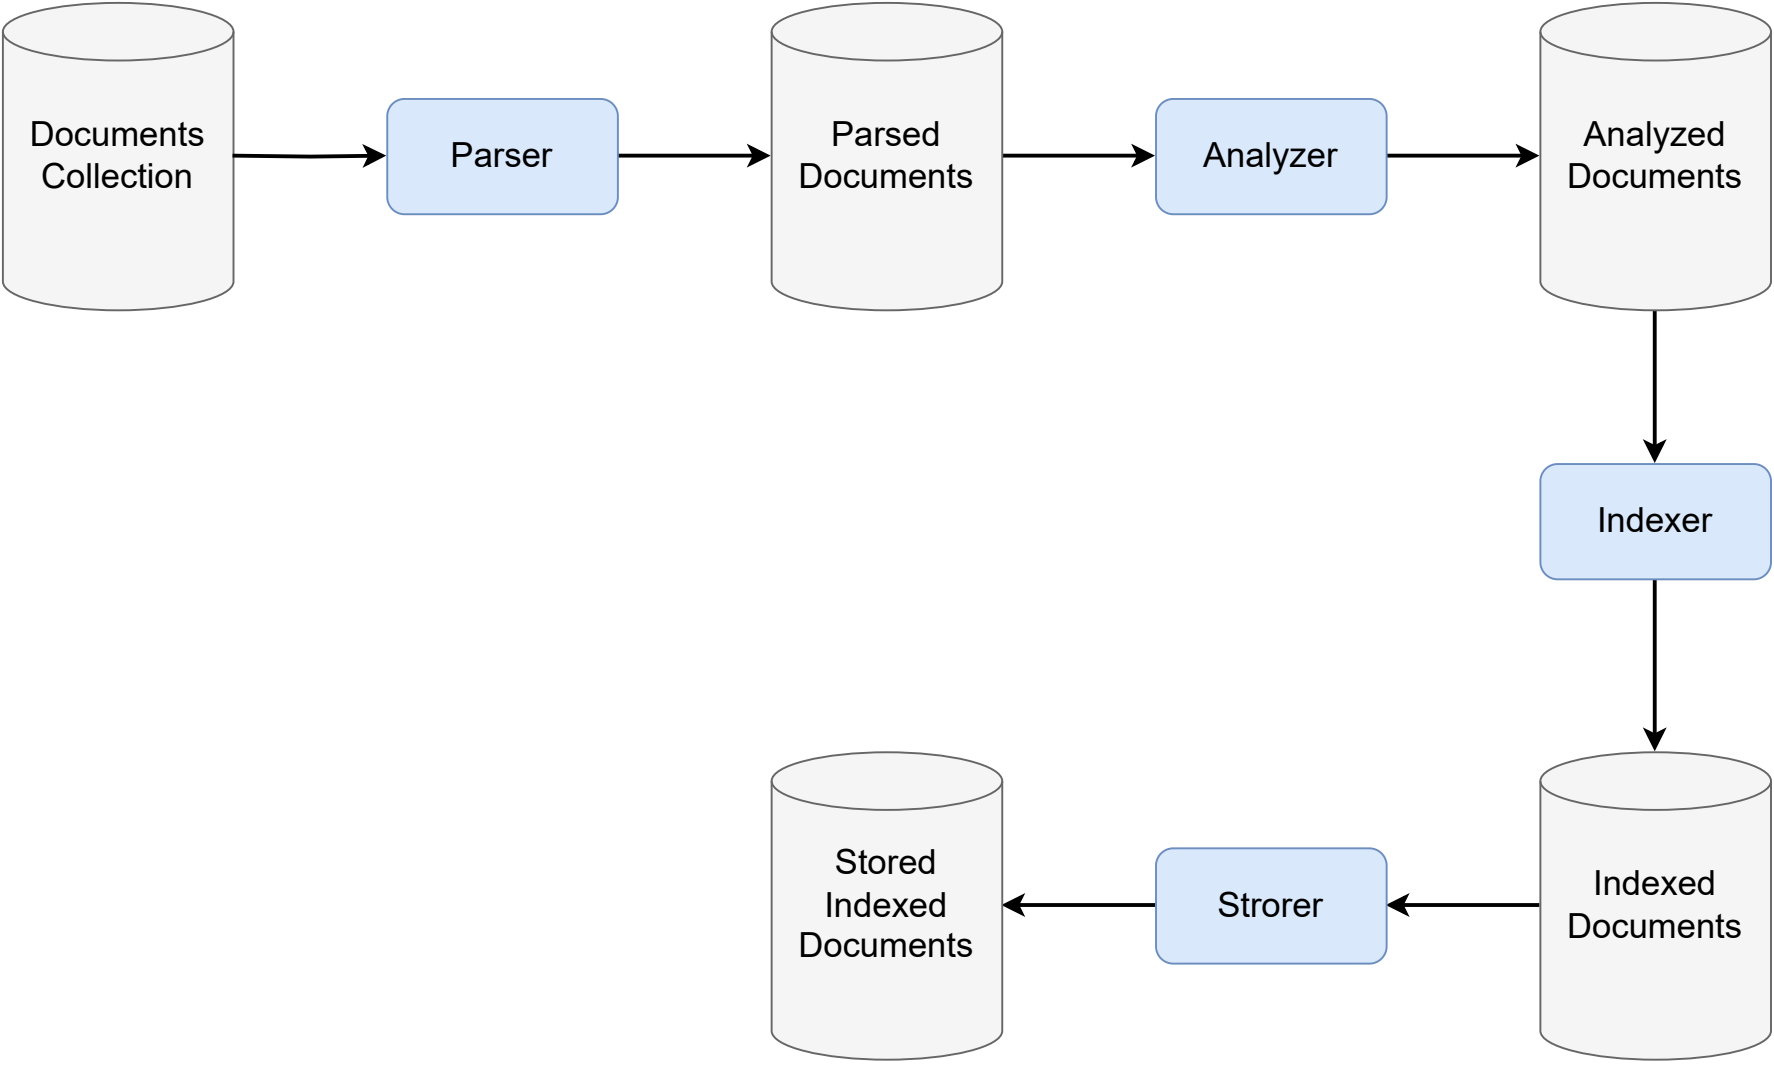 Documents
Collection
Parser
Parsed
Documents
Analyzer
Analyzed
Documents
Indexer
Indexed
Documents
Strorer
Stored
Indexed
Documents